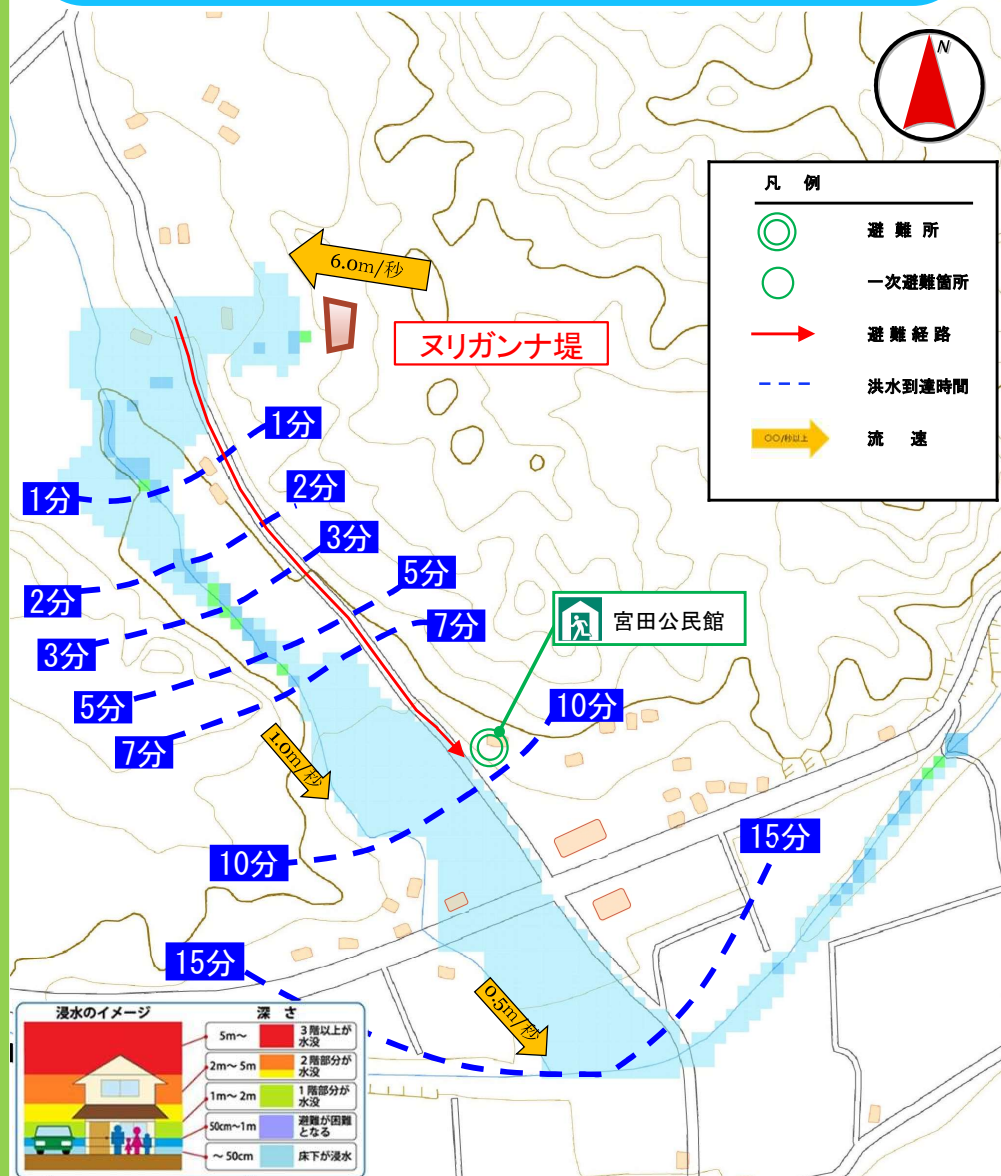 N
凡 例
避 難 所
一次避難箇所
避 難 経 路
洪水到達時間
〇〇/秒以上
流 速
6.0m/秒
ヌリガンナ堤
1分
1分
2分
2分
3分
3分
5分
5分
7分
7分
宮田公民館
10分
10分
1.0m/秒
15分
15分
0.5m/秒
浸水のイメージ
深 さ
5m~
3階以上が
水没
2m~5m
2階部分が
水没
1m~2m
1階部分が
水没
50cm~1m
避難が困難
となる
~50cm
床下が浸水